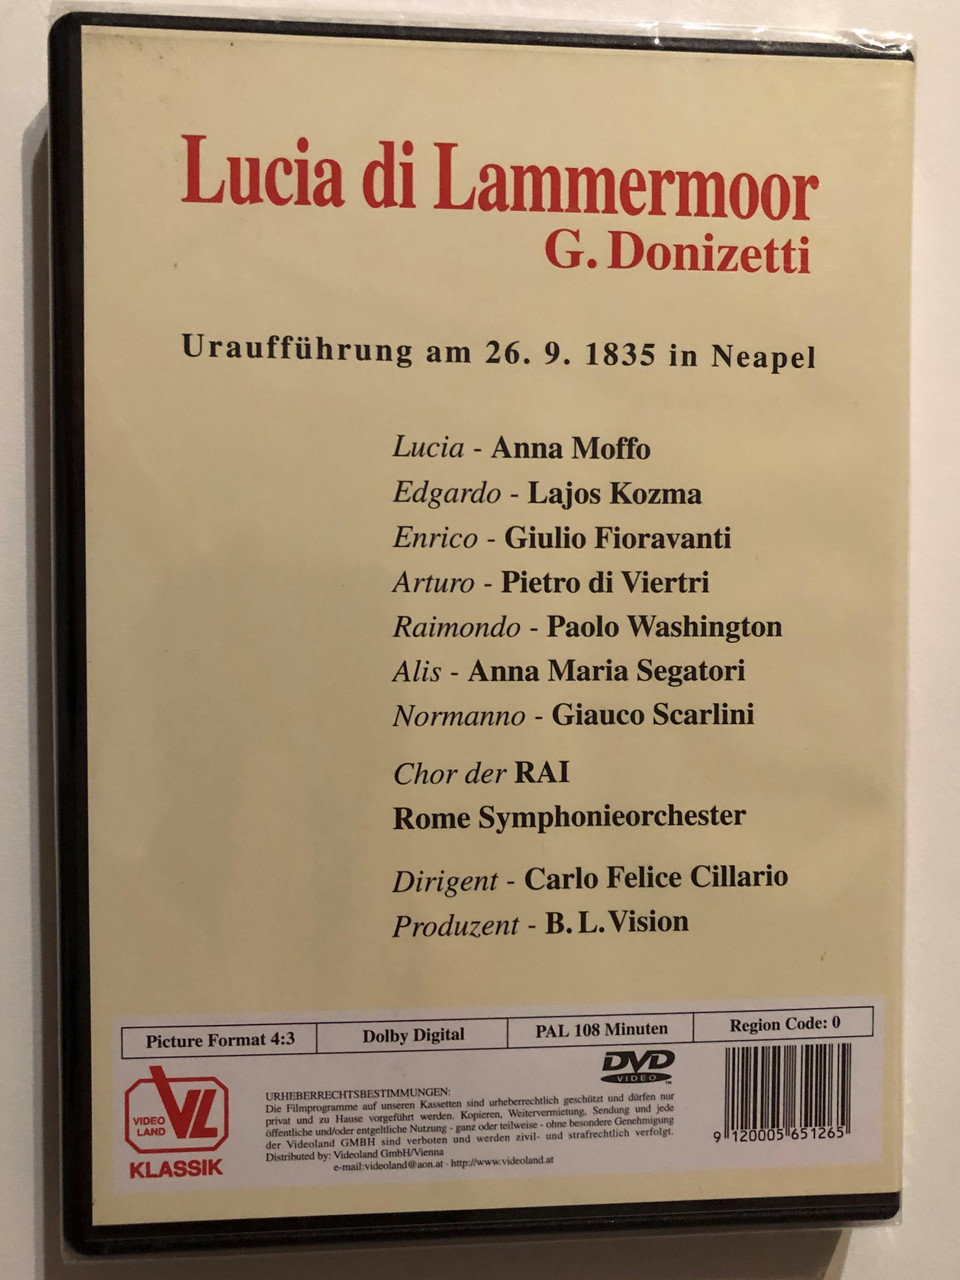 Lucia di Lammermoor
G. Donizetti
Uraufführung am 26. 9. 1835 in Neapel
Lucia - Anna Moffo
Edgardo - Lajos Kozma
Enrico - Giulio Fioravanti
Arturo - Pietro di Viertri
Raimondo - Paolo Washington
Alis - Anna Maria Segatori
Normanno - Giauco Scarlini
Chor der RAI
Rome Symphonieorchester
Dirigent - Carlo Felice Cillario
Produzent - B. L. Vision
Picture Format 4:3 Dolby Digital PAL 108 Minuten Region Code: 0
VIDEO LAND VL
KLASSIK
URHEBERRECHTSBESTIMMUNGEN:
Die Filmprogramme auf unseren Kassetten sind urheberrechtlich geschützt und dürfen nur
privat und zu Hause vorgeführt werden. Kopieren, Weitervermietung, Sendung und jede
öffentliche und/oder entgeltliche Nutzung - ganz oder teilweise - ohne besondere Genehmigung
der Videoland GMBH sind verboten und werden zivil- und strafrechtlich verfolgt.
Distributed by: Videoland GmbH/Vienna
e-mail:videoland@aon.at · http://www.videoland.at
DVD
VIDEO
TM
9 120005 651265